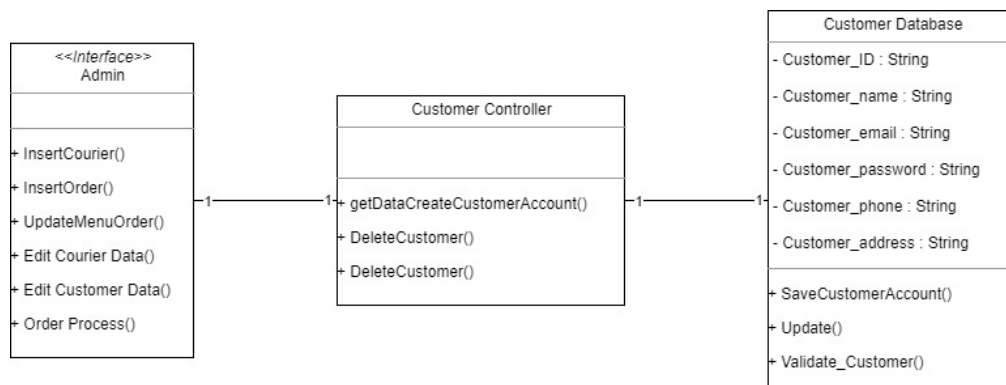 <<Interface>>
Admin
+ InsertCourier()
+ InsertOrder()
+ UpdateMenuOrder()
+ Edit Courier Data()
+ Edit Customer Data()
+ Order Process()
1
1
Customer Controller
+ getDataCreateCustomerAccount()
+ DeleteCustomer()
+ DeleteCustomer()
1
1
Customer Database
- Customer_ID : String
- Customer_name : String
- Customer_email : String
- Customer_password : String
- Customer_phone : String
- Customer_address : String
+ SaveCustomerAccount()
+ Update()
+ Validate_Customer()